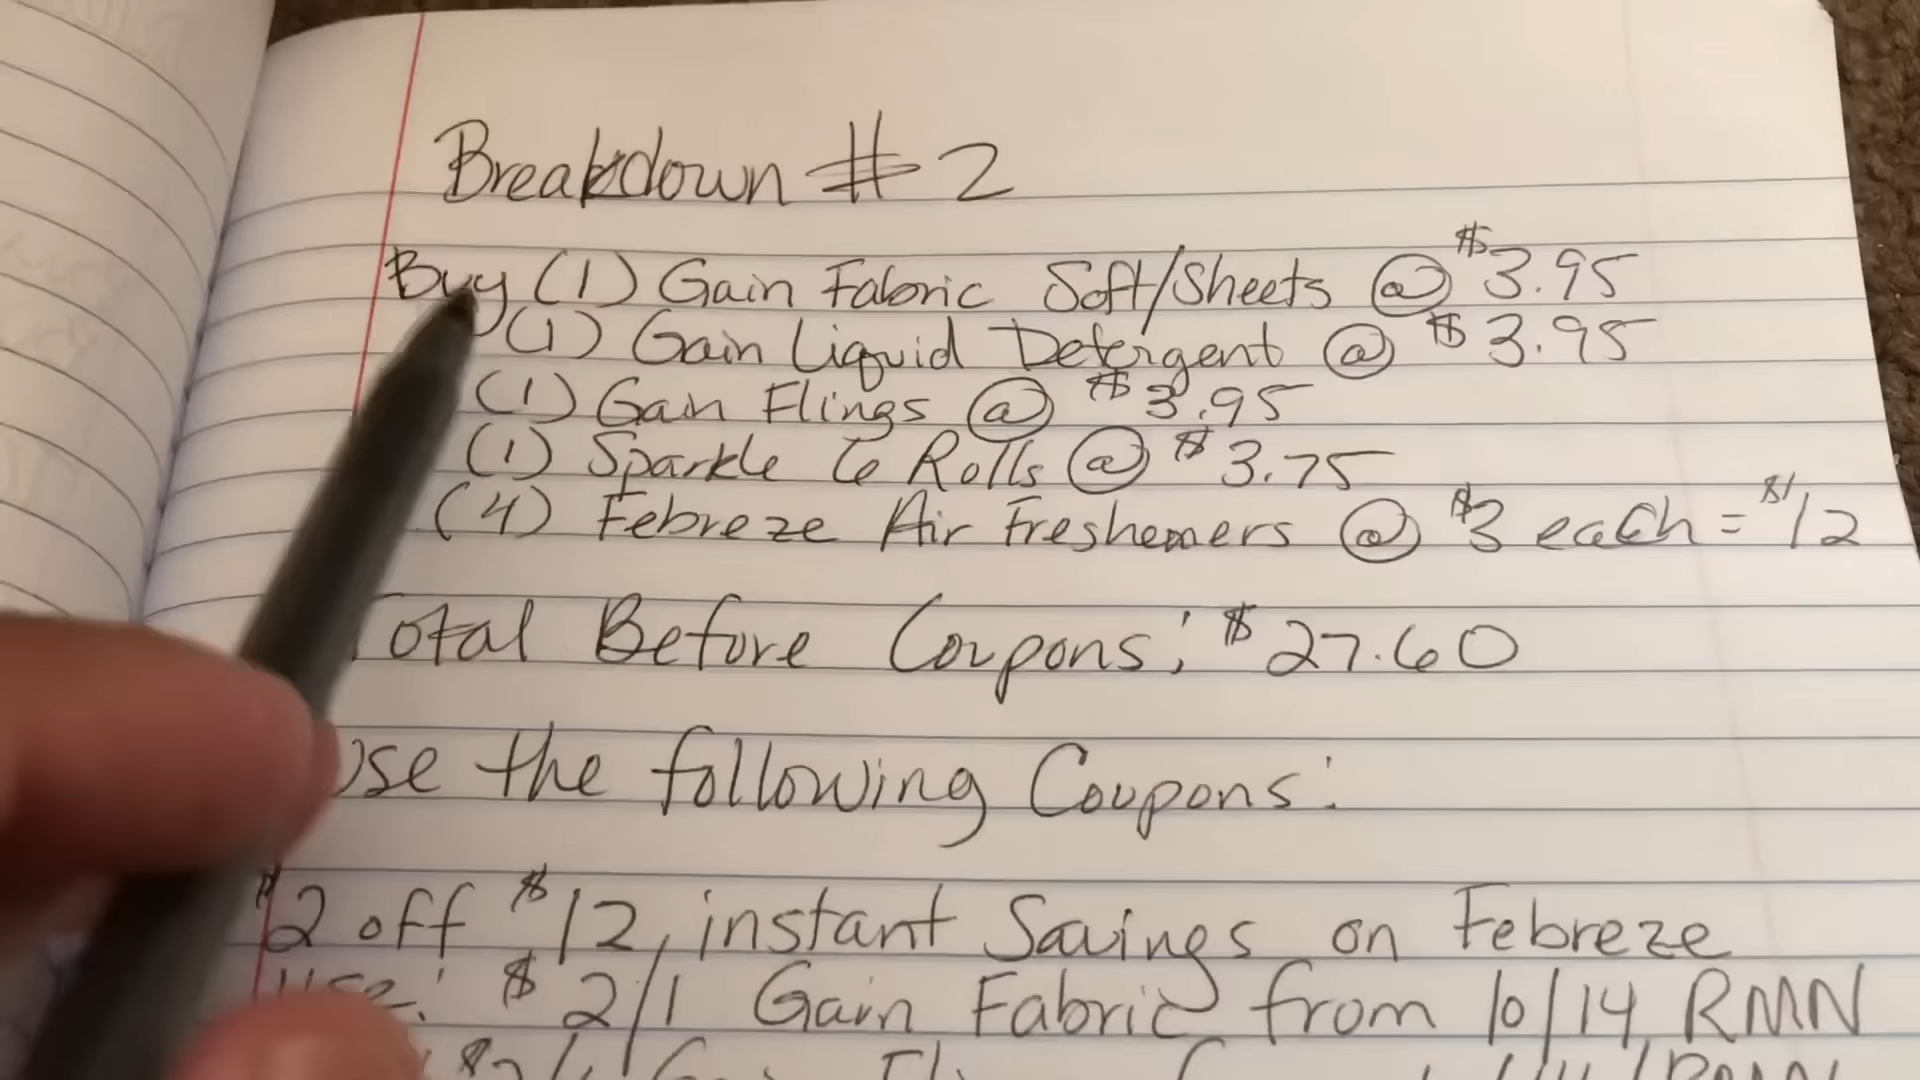 Breakdown # 2
Buy (1) Gain Fabric Soft/Sheets @ $3.95
(1) Gain Liquid Detergent @ $3.95
(1) Gain Flings @ $3.95
(1) Sparkle 6 Rolls @ $3.75
(4) Febreze Air Freshemers @ $3 each = $12
Total Before Coupons: $27.60
Use the following Coupons:
$2 off $12, instant Savings on Febreze
use: $2/1 Gain Fabric from 10/14 RMN